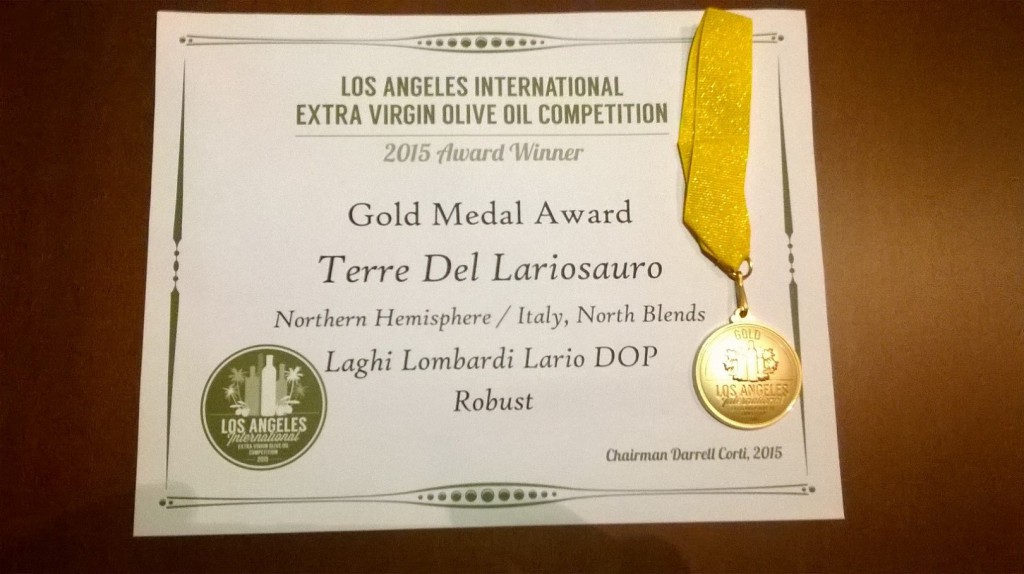 LOS ANGELES INTERNATIONAL
EXTRA VIRGIN OLIVE OIL COMPETITION
2015 Award Winner
Gold Medal Award
Terre Del Lariosauro
Northern Hemisphere / Italy, North Blends
Laghi Lombardi Lario DOP
Robust
LOS ANGELES
International
EXTRA VIRGIN OLIVE OIL
COMPETITION
2015
GOLD
LOS ANGELES
Chairman Darrell Corti, 2015